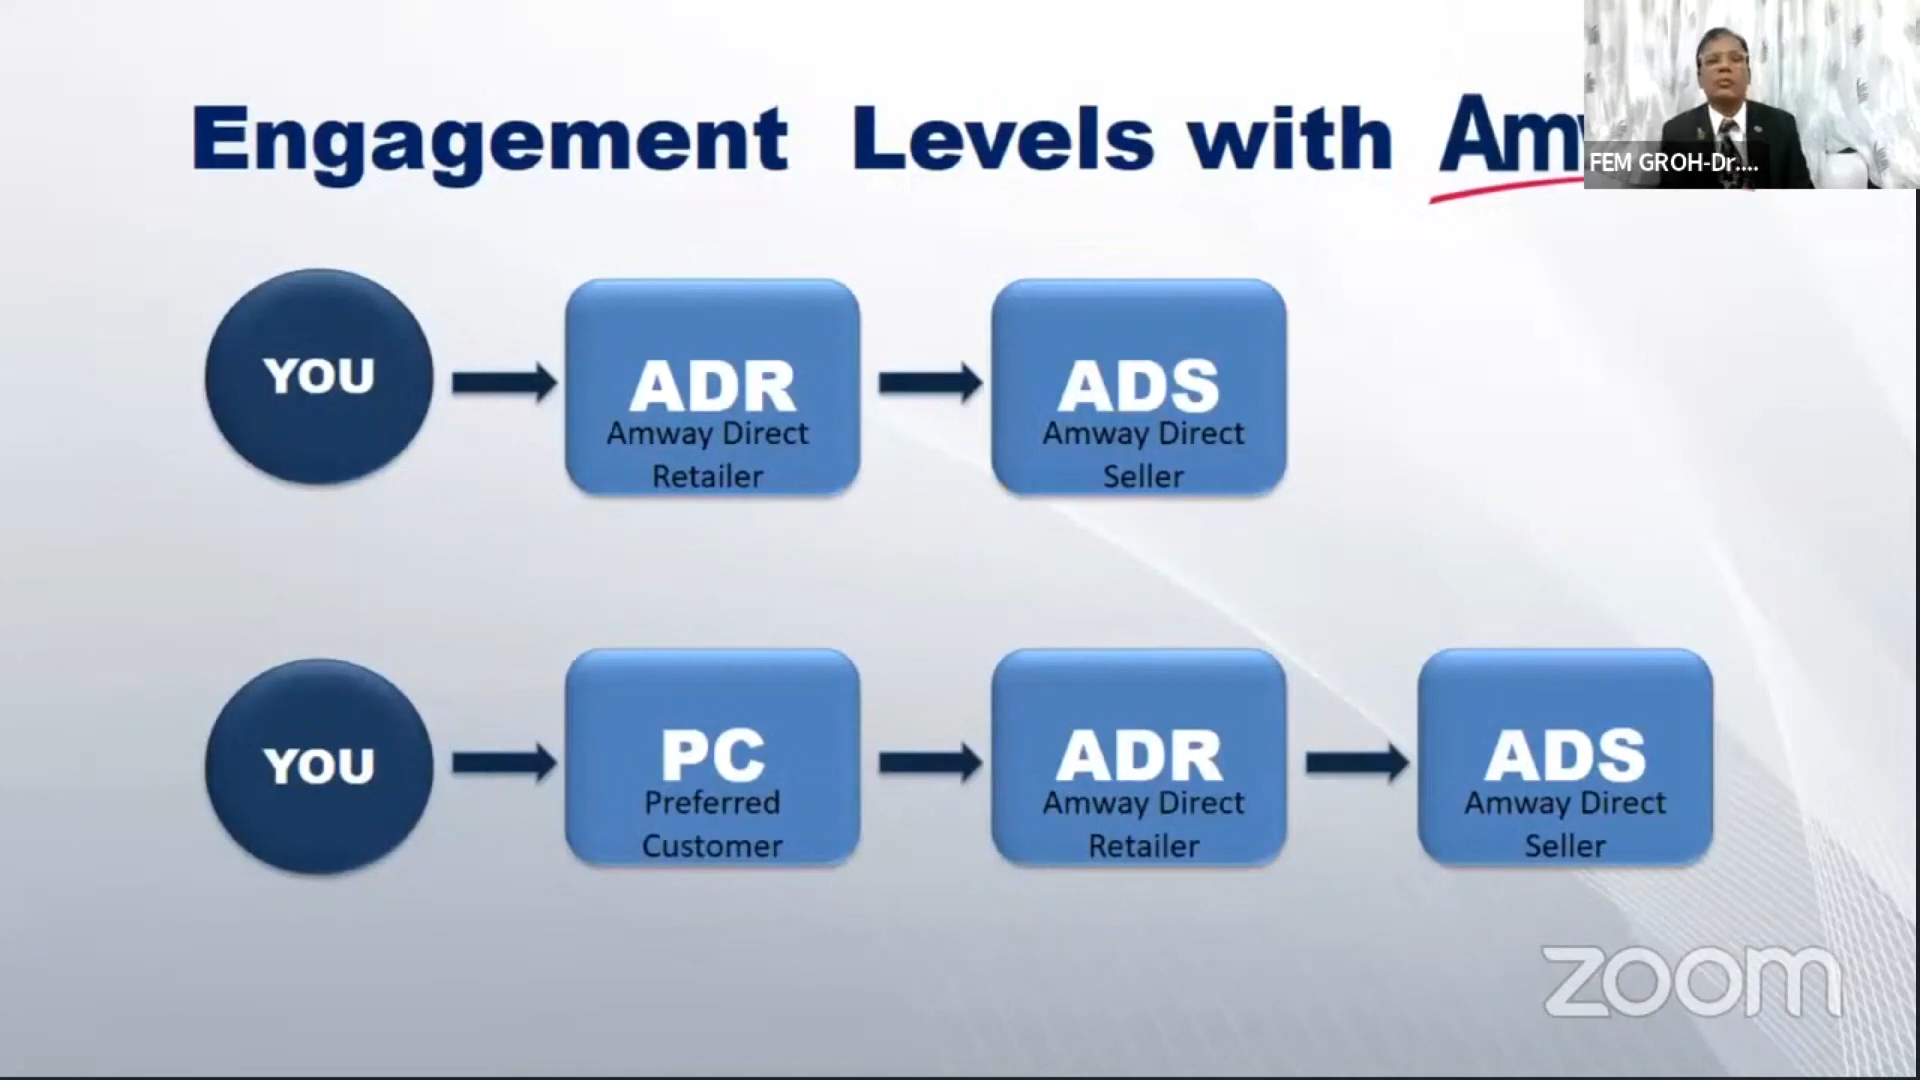 Engagement Levels with Am
FEM GROH-Dr....
YOU
ADR
Amway Direct
Retailer
ADS
Amway Direct
Seller
YOU
PC
Preferred
Customer
ADR
Amway Direct
Retailer
ADS
Amway Direct
Seller
zoom